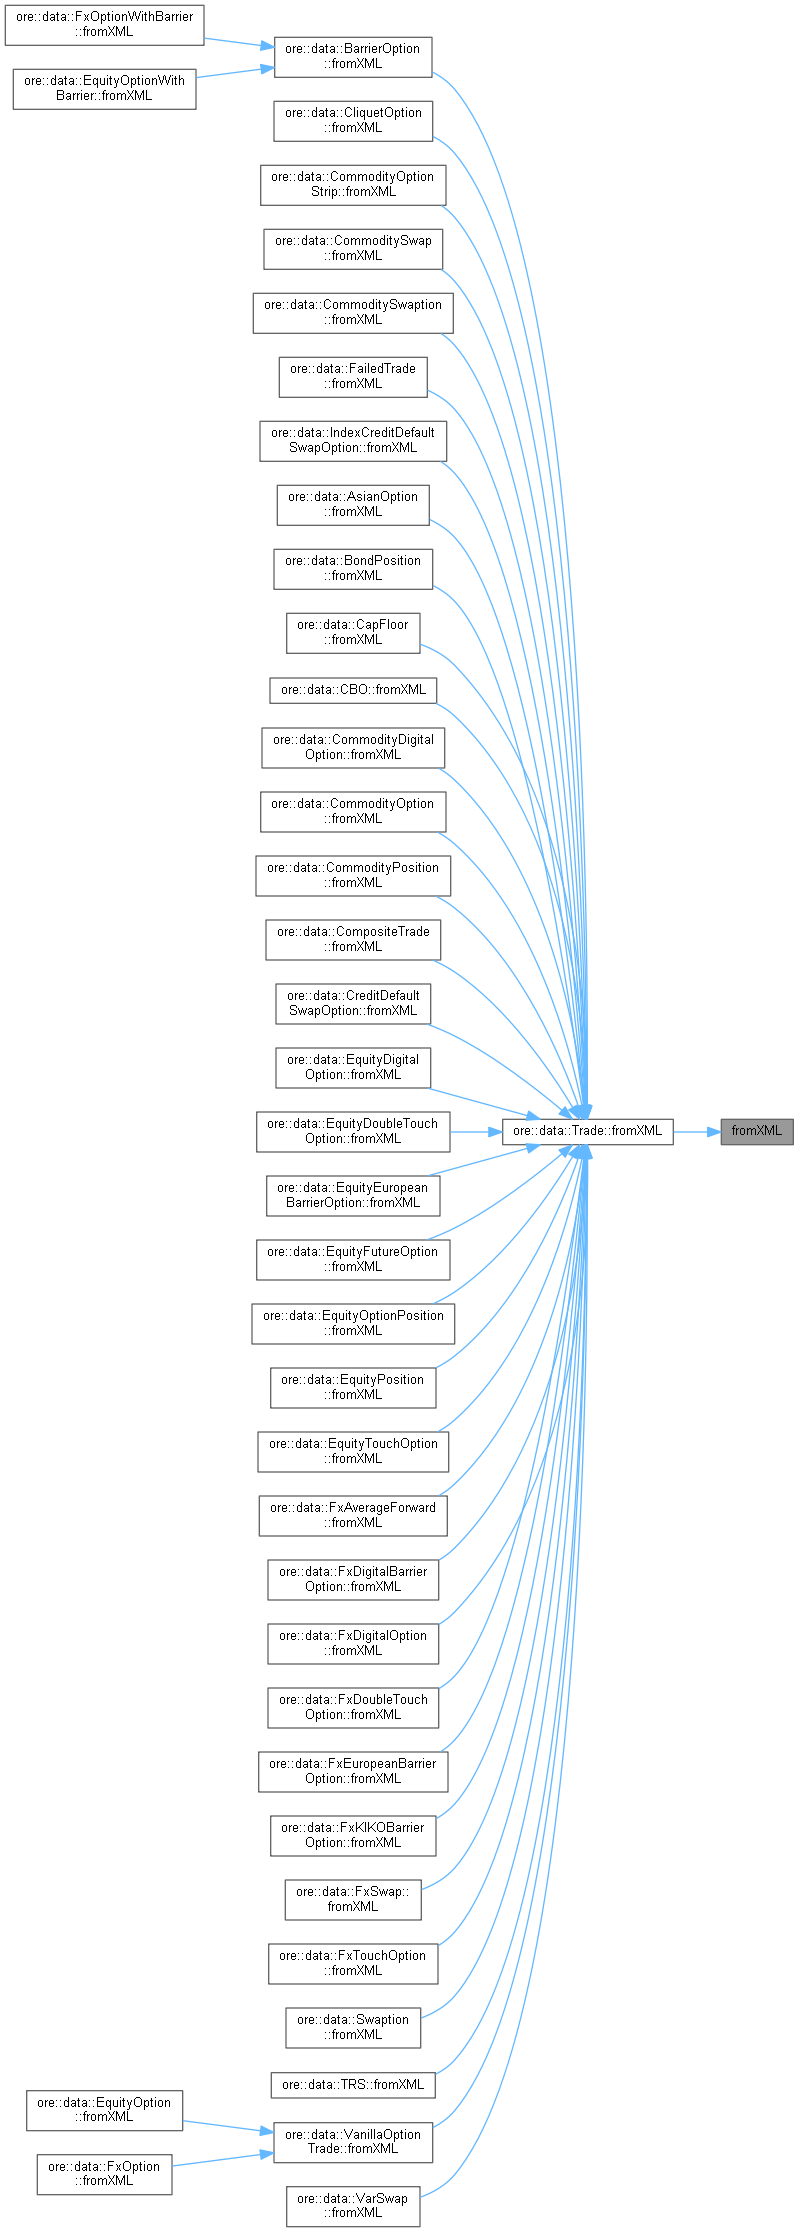 ore::data::FxOptionWithBarrier
::fromXML
ore::data::BarrierOption
::fromXML
ore::data::EquityOptionWith
Barrier::fromXML
ore::data::CliquetOption
::fromXML
ore::data::CommodityOption
Strip::fromXML
ore::data::CommoditySwap
::fromXML
ore::data::CommoditySwaption
::fromXML
ore::data::FailedTrade
::fromXML
ore::data::IndexCreditDefault
SwapOption::fromXML
ore::data::AsianOption
::fromXML
ore::data::BondPosition
::fromXML
ore::data::CapFloor
::fromXML
ore::data::CBO::fromXML
ore::data::CommodityDigital
Option::fromXML
ore::data::CommodityOption
::fromXML
ore::data::CommodityPosition
::fromXML
ore::data::CompositeTrade
::fromXML
ore::data::CreditDefault
SwapOption::fromXML
ore::data::EquityDigital
Option::fromXML
ore::data::EquityDoubleTouch
Option::fromXML
ore::data::Trade::fromXML
fromXML
ore::data::EquityEuropean
BarrierOption::fromXML
ore::data::EquityFutureOption
::fromXML
ore::data::EquityOptionPosition
::fromXML
ore::data::EquityPosition
::fromXML
ore::data::EquityTouchOption
::fromXML
ore::data::FxAverageForward
::fromXML
ore::data::FxDigitalBarrier
Option::fromXML
ore::data::FxDigitalOption
::fromXML
ore::data::FxDoubleTouch
Option::fromXML
ore::data::FxEuropeanBarrier
Option::fromXML
ore::data::FxKIKOBarrier
Option::fromXML
ore::data::FxSwap::
fromXML
ore::data::FxTouchOption
::fromXML
ore::data::Swaption
::fromXML
ore::data::TRS::fromXML
ore::data::EquityOption
::fromXML
ore::data::VanillaOption
Trade::fromXML
ore::data::FxOption
::fromXML
ore::data::VarSwap
::fromXML